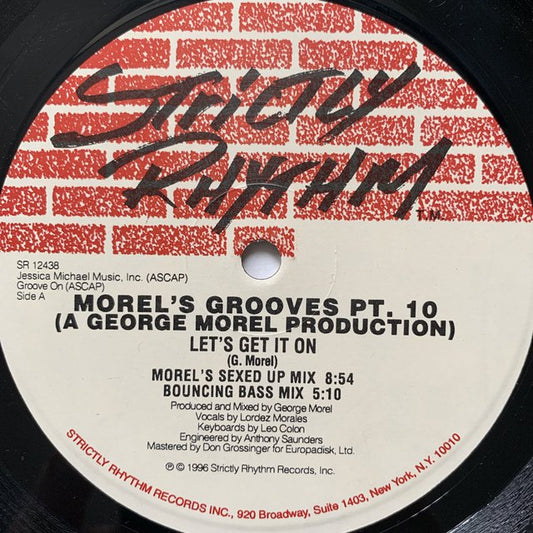 STRICTLY
RHYTHM
T.M.
SR 12438
Jessica Michael Music, Inc. (ASCAP)
Groove On (ASCAP)
Side A
MOREL'S GROOVES PT. 10
(A GEORGE MOREL PRODUCTION)
LET'S GET IT ON
(G. Morel)
MOREL'S SEXED UP MIX 8:54
BOUNCING BASS MIX 5:10
Produced and Mixed by George Morel
Vocals by Lordez Morales
Keyboards by Leo Colon
Engineered by Anthony Saunders
Mastered by Don Grossinger for Europadisk, Ltd.
℗ © 1996 Strictly Rhythm Records, Inc.
STRICTLY RHYTHM RECORDS INC., 920 Broadway, Suite 1403, New York, N.Y. 10010